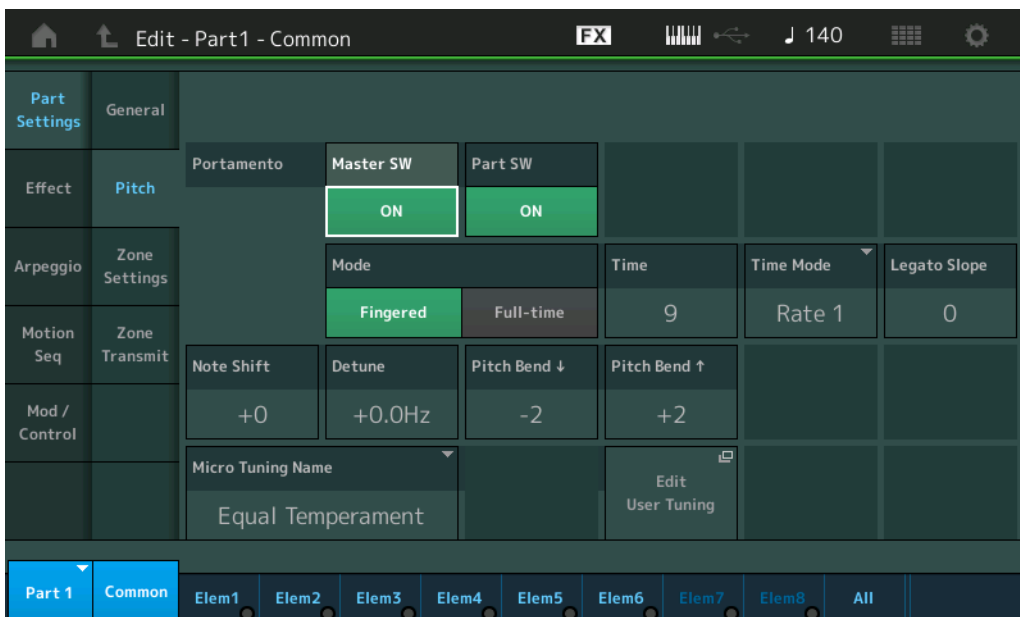 Edit - Part1 - Common
FX
♩ 140
Part
Settings
Effect
Arpeggio
Motion
Seq
Mod /
Control
General
Pitch
Zone
Settings
Zone
Transmit
Portamento
Master SW
Part SW
ON
ON
Mode
Time
Time Mode
Legato Slope
Fingered
Full-time
9
Rate 1
0
Note Shift
Detune
Pitch Bend ↓
Pitch Bend ↑
+0
+0.0Hz
-2
+2
Micro Tuning Name
Equal Temperament
Edit
User Tuning
Part 1
Common
Elem1
Elem2
Elem3
Elem4
Elem5
Elem6
Elem7
Elem8
All